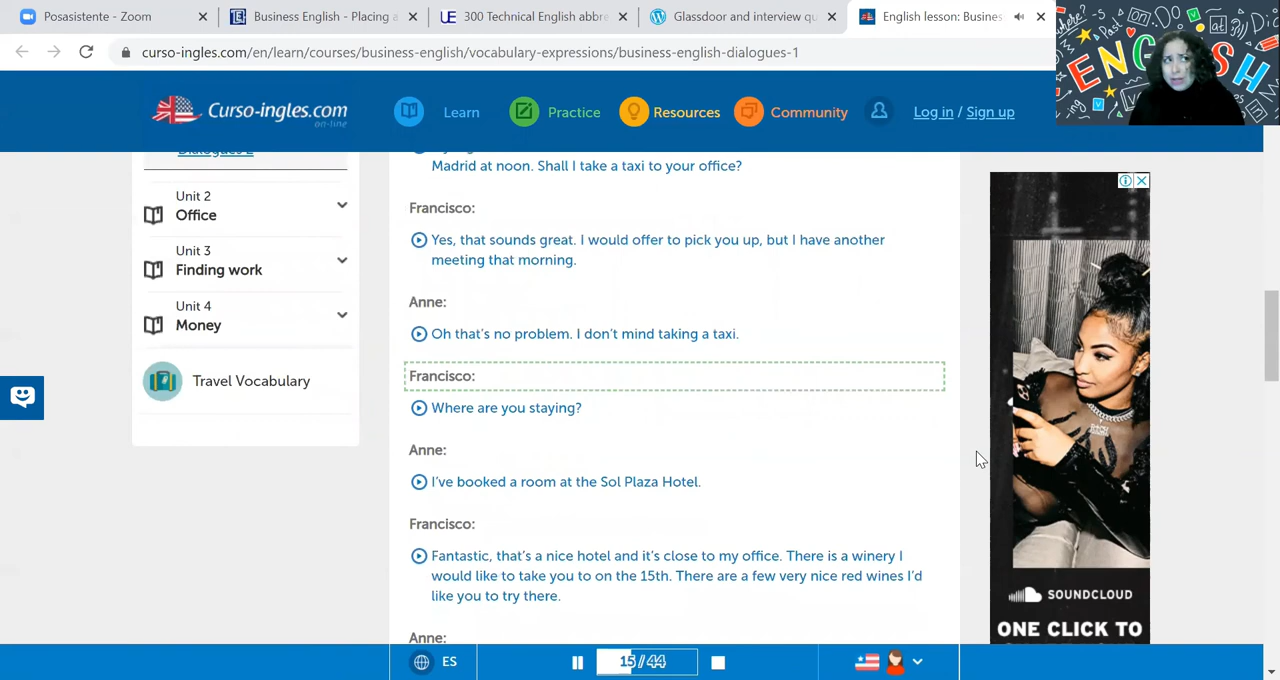 Posasistente - Zoom
Business English - Placing a
300 Technical English abbre
Glassdoor and interview qu
English lesson: Busines
curso-ingles.com/en/learn/courses/business-english/vocabulary-expressions/business-english-dialogues-1
ENGLISH
Curso-ingles.com
on-line
Learn
Practice
Resources
Community
Log in / Sign up
Dialogues 2
Unit 2
Office
Unit 3
Finding work
Unit 4
Money
Travel Vocabulary
Madrid at noon. Shall I take a taxi to your office?
Francisco:
Yes, that sounds great. I would offer to pick you up, but I have another
meeting that morning.
Anne:
Oh that's no problem. I don't mind taking a taxi.
Francisco:
Where are you staying?
Anne:
I've booked a room at the Sol Plaza Hotel.
Francisco:
Fantastic, that's a nice hotel and it's close to my office. There is a winery I
would like to take you to on the 15th. There are a few very nice red wines I'd
like you to try there.
Anne:
SOUNDCLOUD
ONE CLICK TO
ES
15 / 44